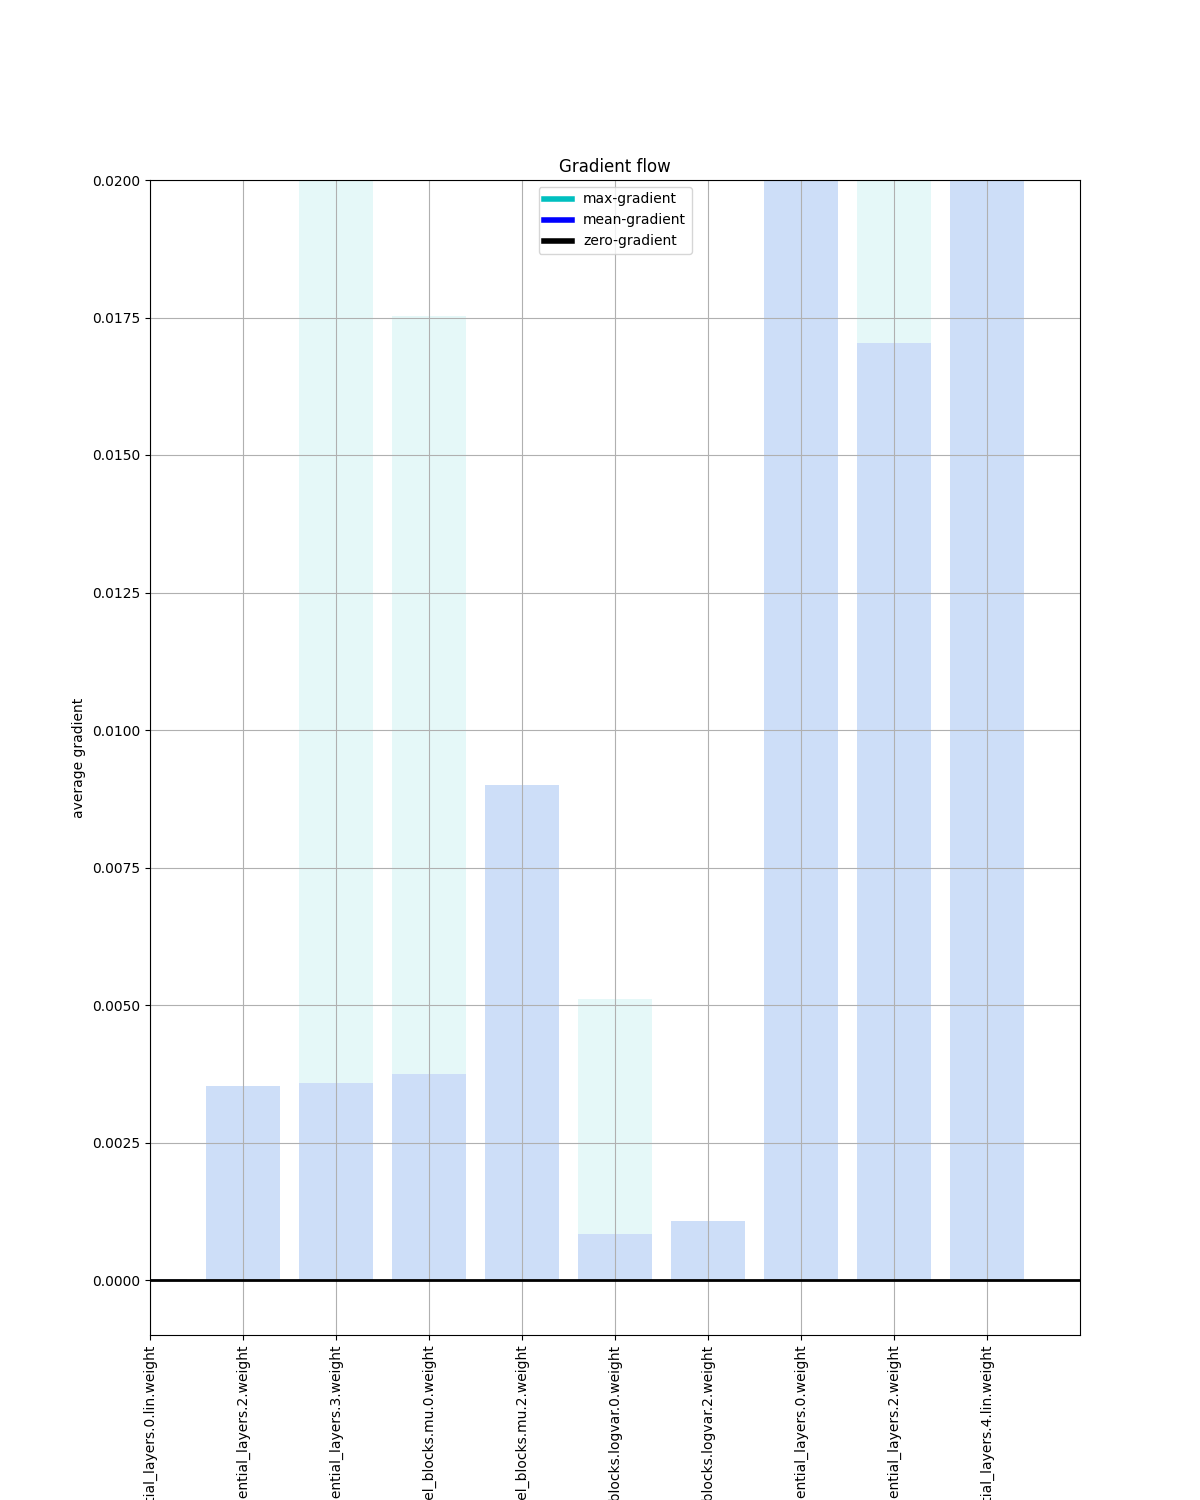 Gradient flow
max-gradient
mean-gradient
zero-gradient
0.0200
0.0175
0.0150
0.0125
0.0100
0.0075
0.0050
0.0025
0.0000
average gradient
tial_layers.0.lin.weight
ential_layers.2.weight
ential_layers.3.weight
el_blocks.mu.0.weight
el_blocks.mu.2.weight
blocks.logvar.0.weight
blocks.logvar.2.weight
ential_layers.0.weight
ential_layers.2.weight
tial_layers.4.lin.weight